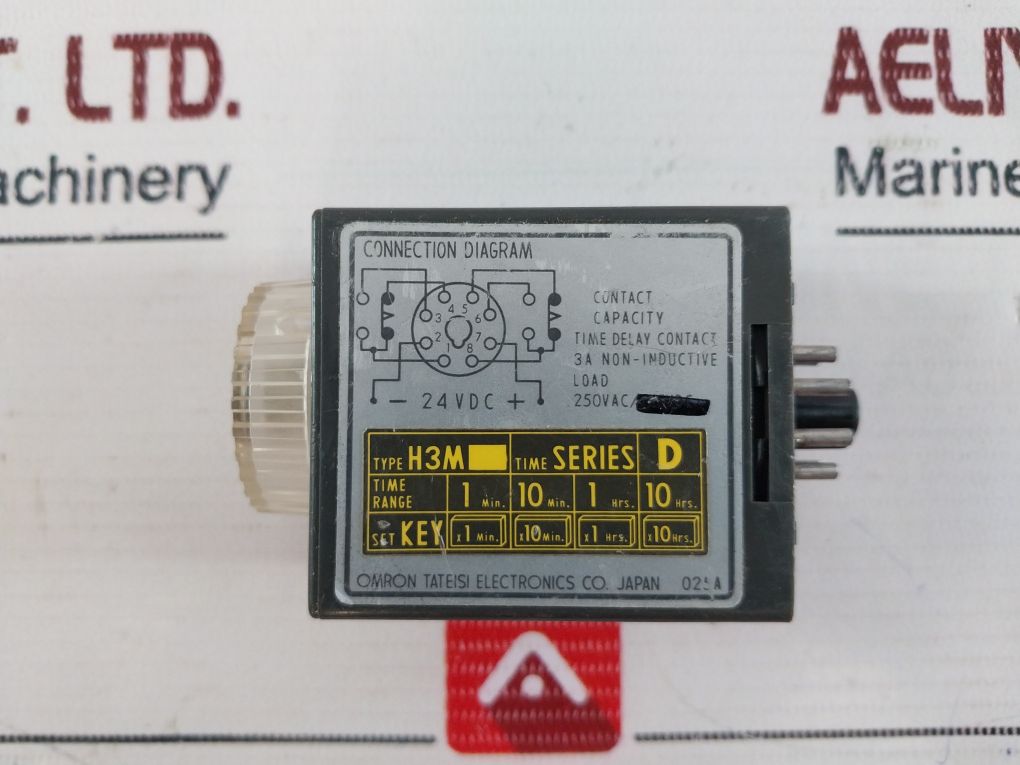 T. LTD.
AELIY
achinery
Marine
CONNECTION DIAGRAM
4 5
3 6
2 7
1 8
- 24VDC +
CONTACT
CAPACITY
TIME DELAY CONTACT
3A NON-INDUCTIVE
LOAD
250VAC/
TYPE H3M TIME SERIES D
TIME RANGE 1 Min. 10 Min. 1 Hrs. 10 Hrs.
SET KEY x1 Min. x10 Min. x1 Hrs. x10 Hrs.
OMRON TATEISI ELECTRONICS CO. JAPAN